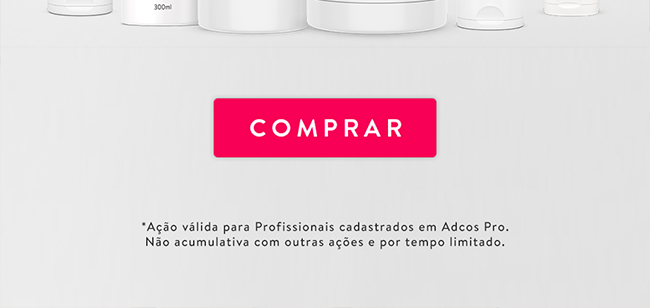 300ml
COMPRAR
*Ação válida para Profissionais cadastrados em Adcos Pro.
Não acumulativa com outras ações e por tempo limitado.